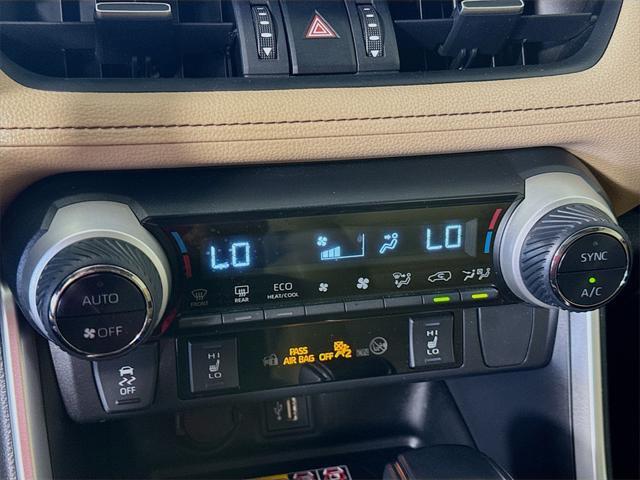 LO
LO
SYNC
A/C
AUTO
OFF
FRONT
REAR
ECO
HEAT/COOL
OFF
HI
LO
PASS
AIR BAG OFF
2
HI
LO